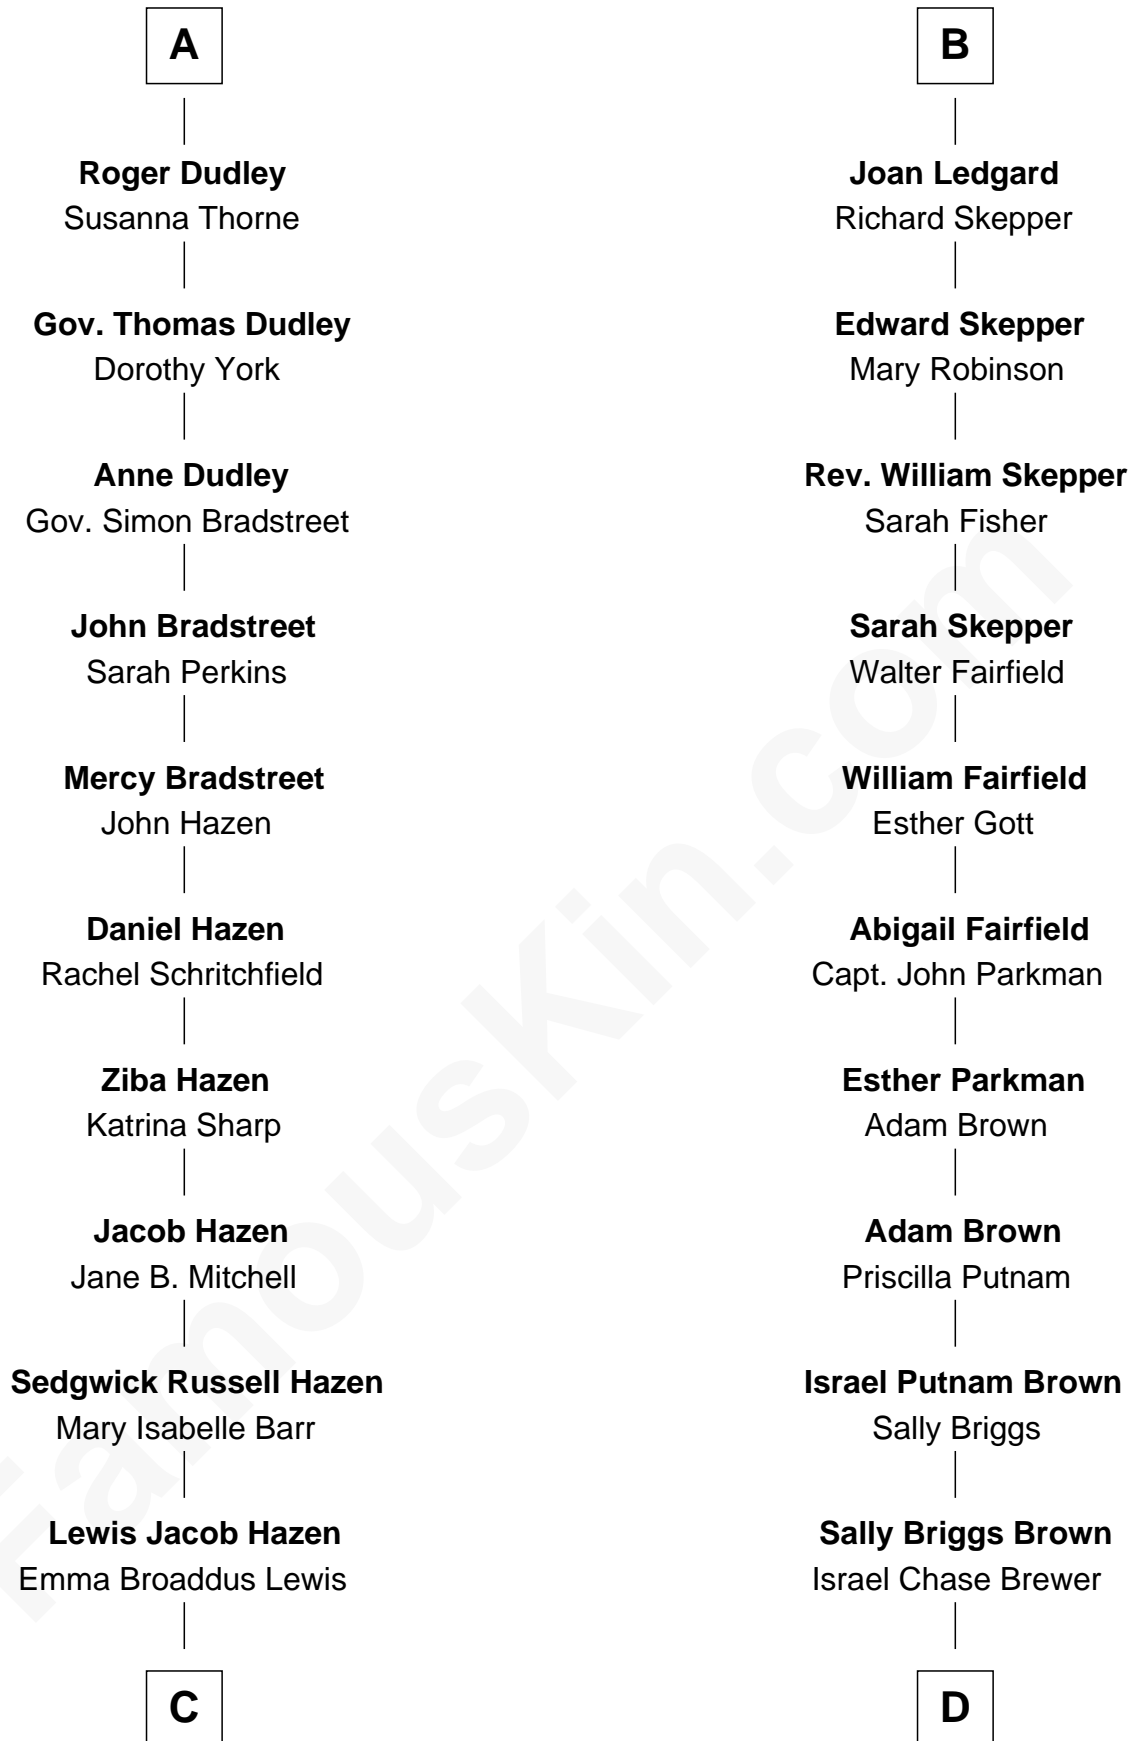 A
Roger Dudley
Susanna Thorne
Gov. Thomas Dudley
Dorothy York
Anne Dudley
Gov. Simon Bradstreet
John Bradstreet
Sarah Perkins
Mercy Bradstreet
John Hazen
Daniel Hazen
Rachel Schritchfield
Ziba Hazen
Katrina Sharp
Jacob Hazen
Jane B. Mitchell
Sedgwick Russell Hazen
Mary Isabelle Barr
Lewis Jacob Hazen
Emma Broaddus Lewis
C
B
Joan Ledgard
Richard Skepper
Edward Skepper
Mary Robinson
Rev. William Skepper
Sarah Fisher
Sarah Skepper
Walter Fairfield
William Fairfield
Esther Gott
Abigail Fairfield
Capt. John Parkman
Esther Parkman
Adam Brown
Adam Brown
Priscilla Putnam
Israel Putnam Brown
Sally Briggs
Sally Briggs Brown
Israel Chase Brewer
D
FamousKin.com